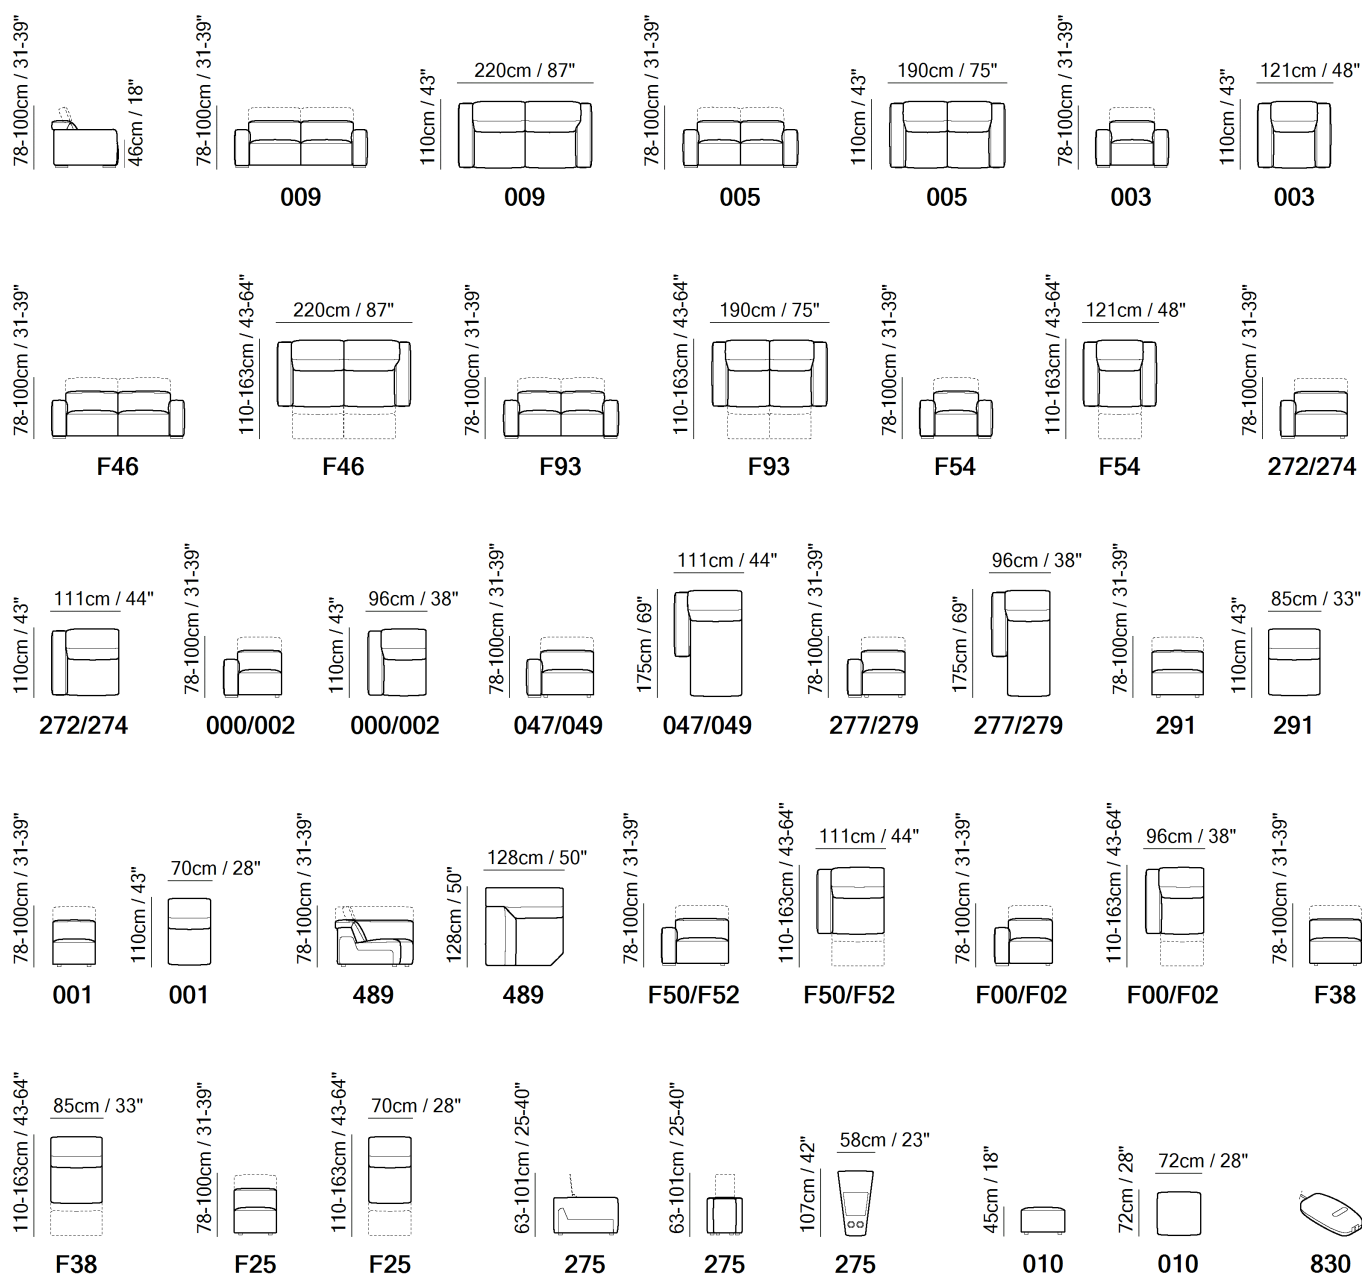 78-100cm / 31-39"
46cm / 18"
78-100cm / 31-39"
009
110cm / 43"
220cm / 87"
009
78-100cm / 31-39"
005
110cm / 43"
190cm / 75"
005
78-100cm / 31-39"
003
110cm / 43"
121cm / 48"
003
78-100cm / 31-39"
F46
110-163cm / 43-64"
220cm / 87"
F46
78-100cm / 31-39"
F93
110-163cm / 43-64"
190cm / 75"
F93
78-100cm / 31-39"
F54
110-163cm / 43-64"
121cm / 48"
F54
78-100cm / 31-39"
272/274
110cm / 43"
111cm / 44"
272/274
78-100cm / 31-39"
000/002
110cm / 43"
96cm / 38"
000/002
78-100cm / 31-39"
047/049
175cm / 69"
111cm / 44"
047/049
78-100cm / 31-39"
277/279
175cm / 69"
96cm / 38"
277/279
78-100cm / 31-39"
291
110cm / 43"
85cm / 33"
291
78-100cm / 31-39"
001
110cm / 43"
70cm / 28"
001
78-100cm / 31-39"
489
128cm / 50"
128cm / 50"
489
78-100cm / 31-39"
F50/F52
110-163cm / 43-64"
111cm / 44"
F50/F52
78-100cm / 31-39"
F00/F02
110-163cm / 43-64"
96cm / 38"
F00/F02
78-100cm / 31-39"
F38
110-163cm / 43-64"
85cm / 33"
F38
78-100cm / 31-39"
F25
110-163cm / 43-64"
70cm / 28"
F25
63-101cm / 25-40"
275
63-101cm / 25-40"
275
107cm / 42"
58cm / 23"
275
45cm / 18"
010
72cm / 28"
72cm / 28"
010
830